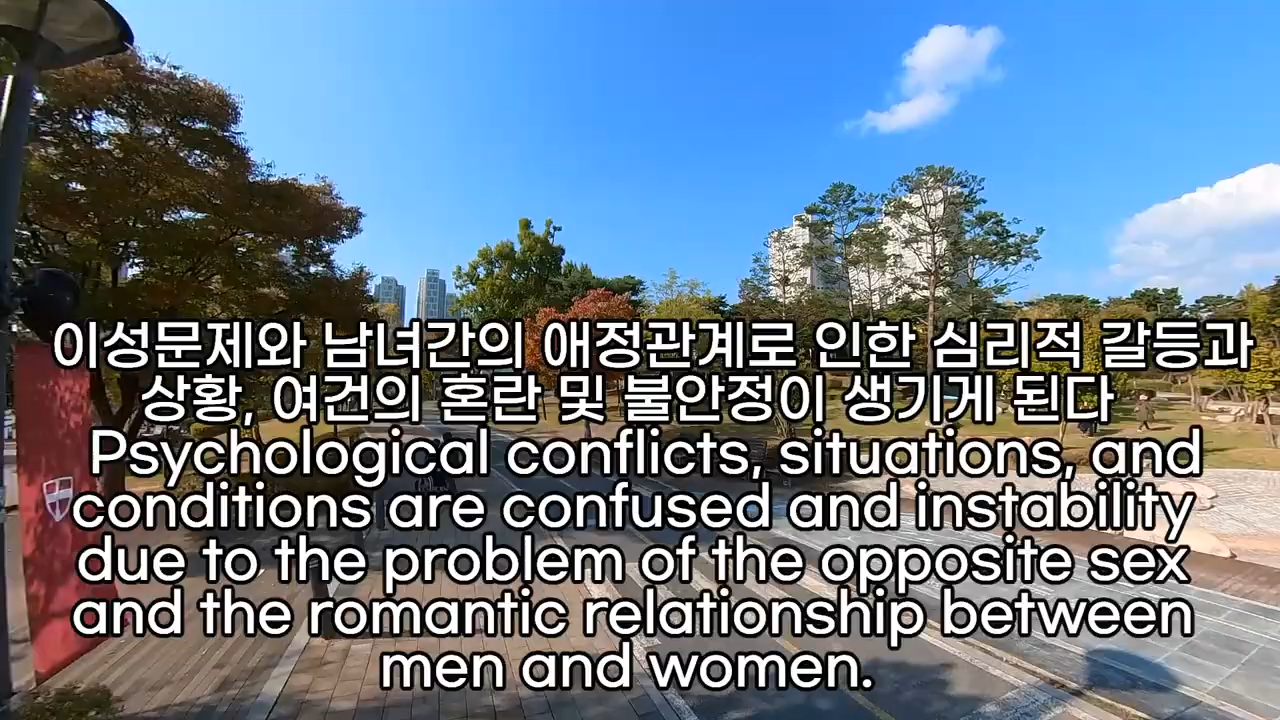 이성문제와 남녀간의 애정관계로 인한 심리적 갈등과
상황, 여건의 혼란 및 불안정이 생기게 된다
Psychological conflicts, situations, and
conditions are confused and instability
due to the problem of the opposite sex
and the romantic relationship between
men and women.